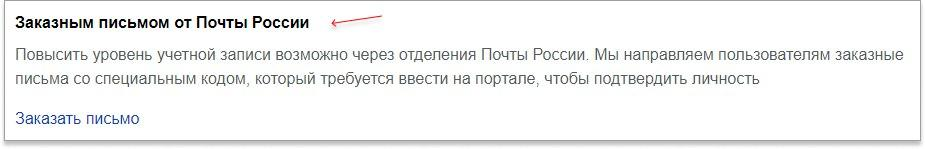 Заказным письмом от Почты России
Повысить уровень учетной записи возможно через отделения Почты России. Мы направляем пользователям заказные
письма со специальным кодом, который требуется ввести на портале, чтобы подтвердить личность
Заказать письмо